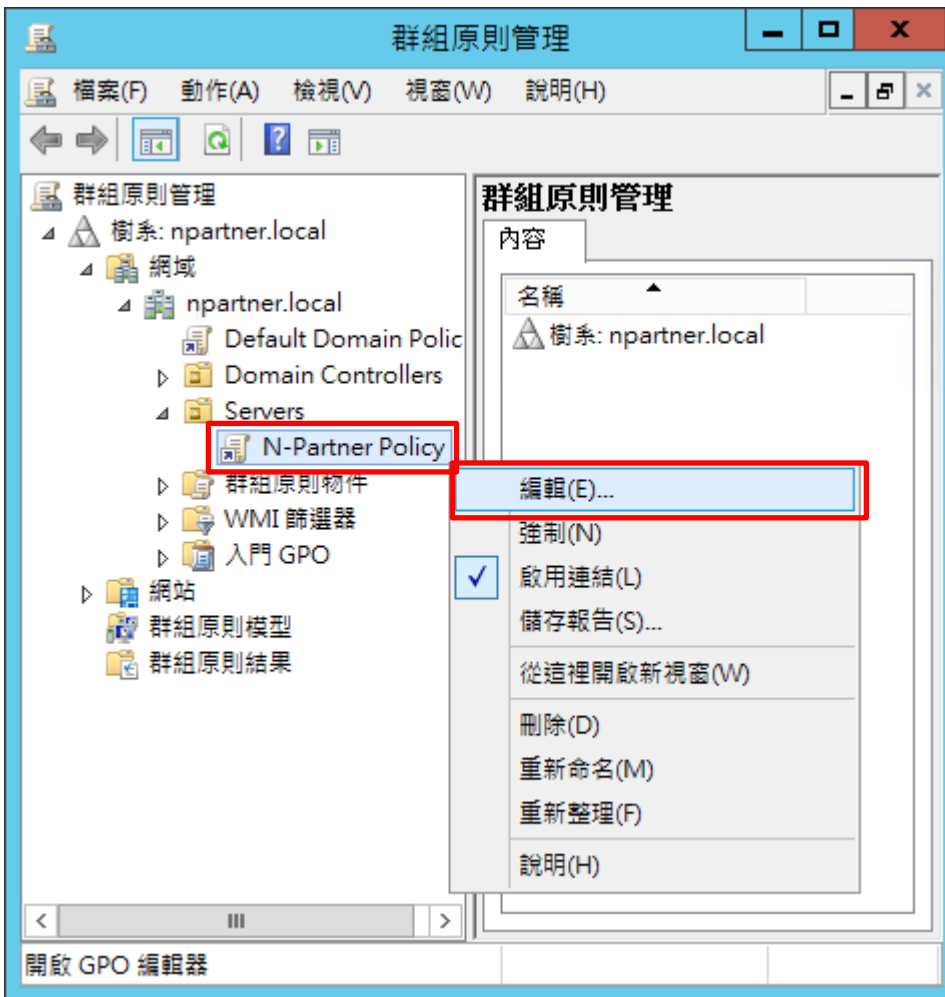 群組原則管理
檔案(F) 動作(A) 檢視(V) 視窗(W) 說明(H)
群組原則管理
樹系: npartner.local
網域
npartner.local
Default Domain Polic
Domain Controllers
Servers
N-Partner Policy
群組原則物件
WMI 篩選器
入門 GPO
網站
群組原則模型
群組原則結果
群組原則管理
內容
名稱
樹系: npartner.local
編輯(E)...
強制(N)
啟用連結(L)
儲存報告(S)...
從這裡開啟新視窗(W)
刪除(D)
重新命名(M)
重新整理(F)
說明(H)
開啟 GPO 編輯器